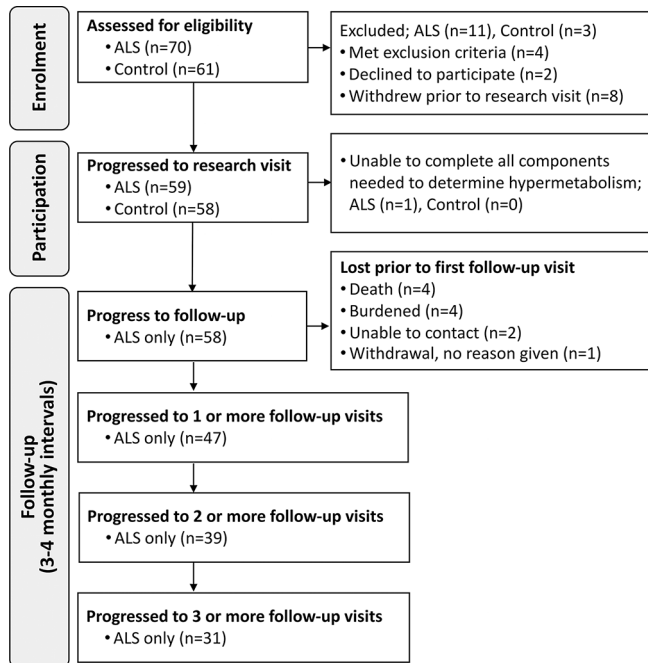 Enrolment
Assessed for eligibility
• ALS (n=70)
• Control (n=61)
Excluded; ALS (n=11), Control (n=3)
• Met exclusion criteria (n=4)
• Declined to participate (n=2)
• Withdrew prior to research visit (n=8)
Participation
Progressed to research visit
• ALS (n=59)
• Control (n=58)
• Unable to complete all components
needed to determine hypermetabolism;
ALS (n=1), Control (n=0)
Follow-up
(3-4 monthly intervals)
Progress to follow-up
• ALS only (n=58)
Lost prior to first follow-up visit
• Death (n=4)
• Burdened (n=4)
• Unable to contact (n=2)
• Withdrawal, no reason given (n=1)
Progressed to 1 or more follow-up visits
• ALS only (n=47)
Progressed to 2 or more follow-up visits
• ALS only (n=39)
Progressed to 3 or more follow-up visits
• ALS only (n=31)